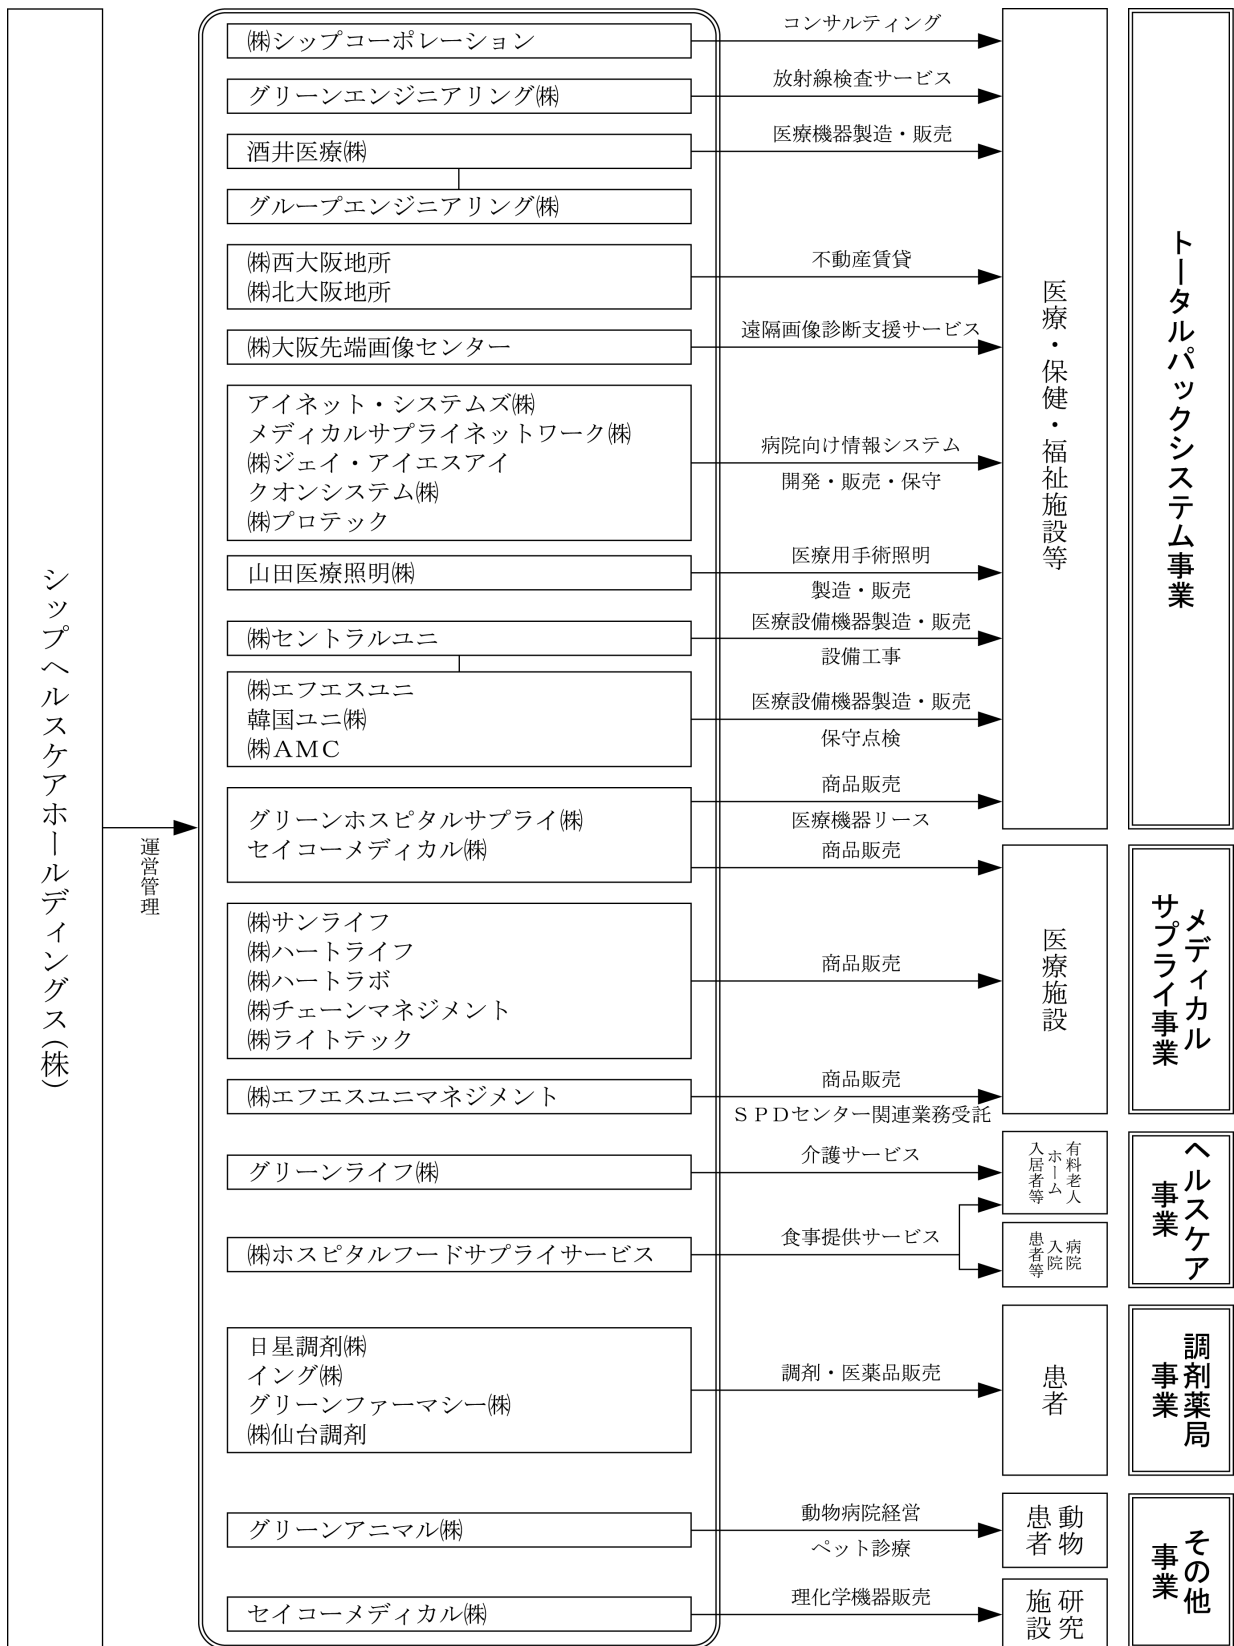 シップヘルスケアホールディングス(株)
運営管理
㈱シップコーポレーション
コンサルティング
グリーンエンジニアリング㈱
放射線検査サービス
酒井医療㈱
医療機器製造・販売
グループエンジニアリング㈱
㈱西大阪地所
㈱北大阪地所
不動産賃貸
㈱大阪先端画像センター
遠隔画像診断支援サービス
アイネット・システムズ㈱
メディカルサプライネットワーク㈱
㈱ジェイ・アイエスアイ
クオンシステム㈱
㈱プロテック
病院向け情報システム
開発・販売・保守
山田医療照明㈱
医療用手術照明
製造・販売
㈱セントラルユニ
医療設備機器製造・販売
設備工事
㈱エフエスユニ
韓国ユニ㈱
㈱ＡＭＣ
医療設備機器製造・販売
保守点検
グリーンホスピタルサプライ㈱
セイコーメディカル㈱
商品販売
医療機器リース
商品販売
医療・保健・福祉施設等
トータルパックシステム事業
㈱サンライフ
㈱ハートライフ
㈱ハートラボ
㈱チェーンマネジメント
㈱ライトテック
商品販売
㈱エフエスユニマネジメント
商品販売
ＳＰＤセンター関連業務受託
医療施設
メディカル
サプライ事業
グリーンライフ㈱
介護サービス
有料老人
ホーム
入居者等
㈱ホスピタルフードサプライサービス
食事提供サービス
病院
入院
患者等
ヘルスケア
事業
日星調剤㈱
イング㈱
グリーンファーマシー㈱
㈱仙台調剤
調剤・医薬品販売
患者
調剤薬局
事業
グリーンアニマル㈱
動物病院経営
ペット診療
動物
患者
セイコーメディカル㈱
理化学機器販売
研究
施設
その他
事業